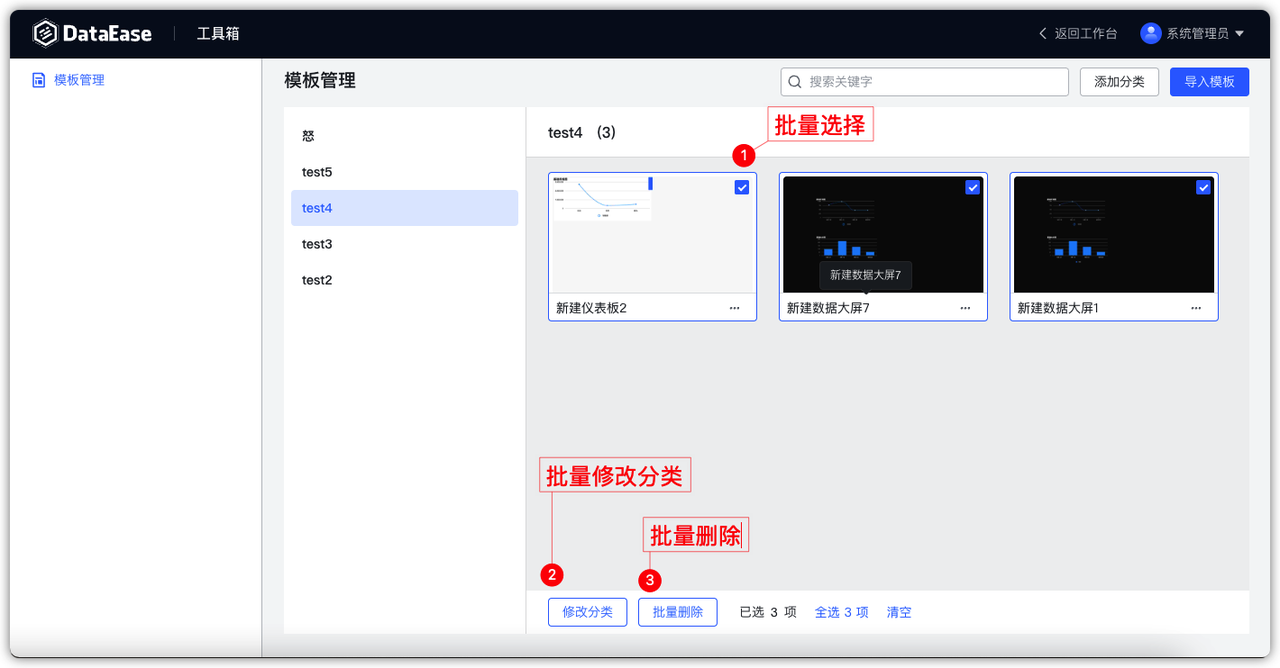 DataEase
工具箱
返回工作台
系统管理员
模板管理
模板管理
搜索关键字
添加分类
导入模板
怒
test5
test4
test3
test2
test4 (3)
批量选择
1
新建仪表板2
新建数据大屏7
新建数据大屏7
新建数据大屏1
批量修改分类
批量删除
2
3
修改分类
批量删除
已选 3 项
全选 3 项
清空